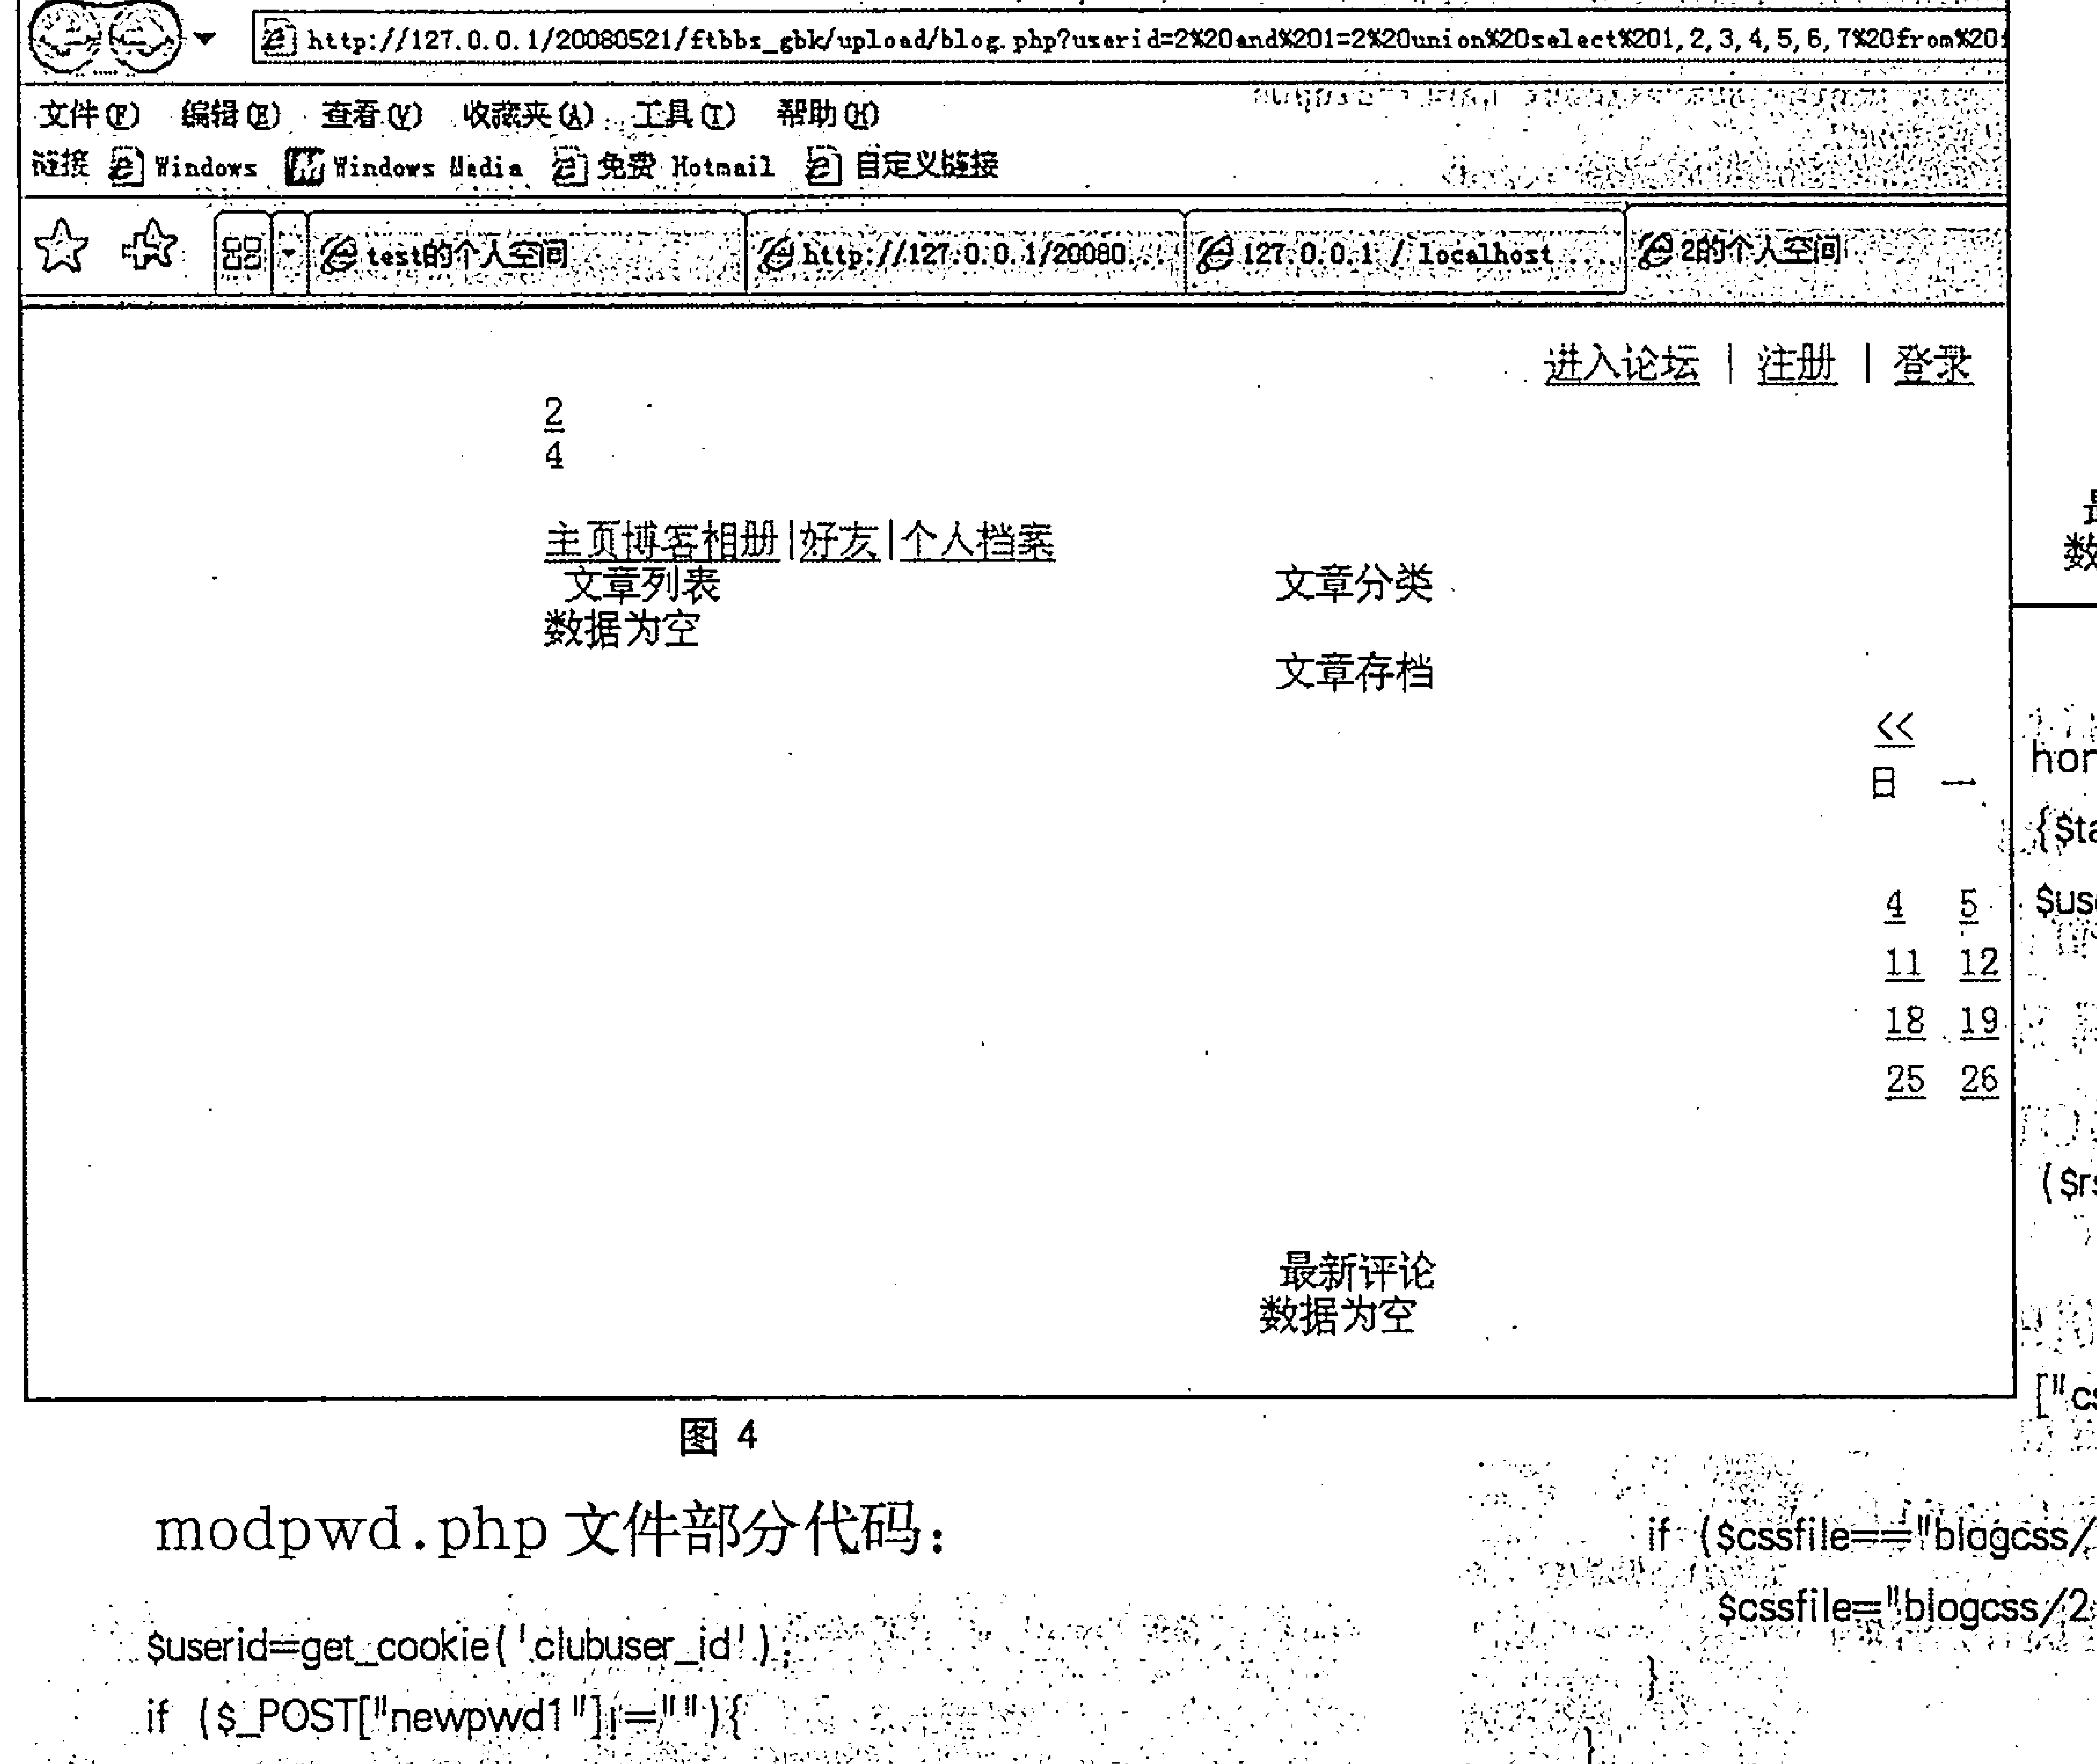 http://127.0.0.1/20080521/ftbbs_gbk/upload/blog.php?userid=2%20and%201=2%20union%20select%201,2,3,4,5,6,7%20from%20
文件(F) 编辑(E) 查看(V) 收藏夹(A) 工具(T) 帮助(H)
链接 Windows Windows Media 免费 Hotmail 自定义链接
test的个人空间 http://127.0.0.1/20080... 127.0.0.1 / localhost ... 2的个人空间
进入论坛 | 注册 | 登录
2
4
主页博客相册|好友|个人档案
文章列表 文章分类
数据为空
文章存档
<<
日 一
4 5
11 12
18 19
25 26
最新评论
数据为空
图 4
modpwd.php 文件部分代码：
$userid=get_cookie('clubuser_id');
if ($_POST["newpwd1"]!=""){
if ($cssfile=="blogcss/
$cssfile="blogcss/2
}
}
数
hor
{$ta
$use
($rs
["cs